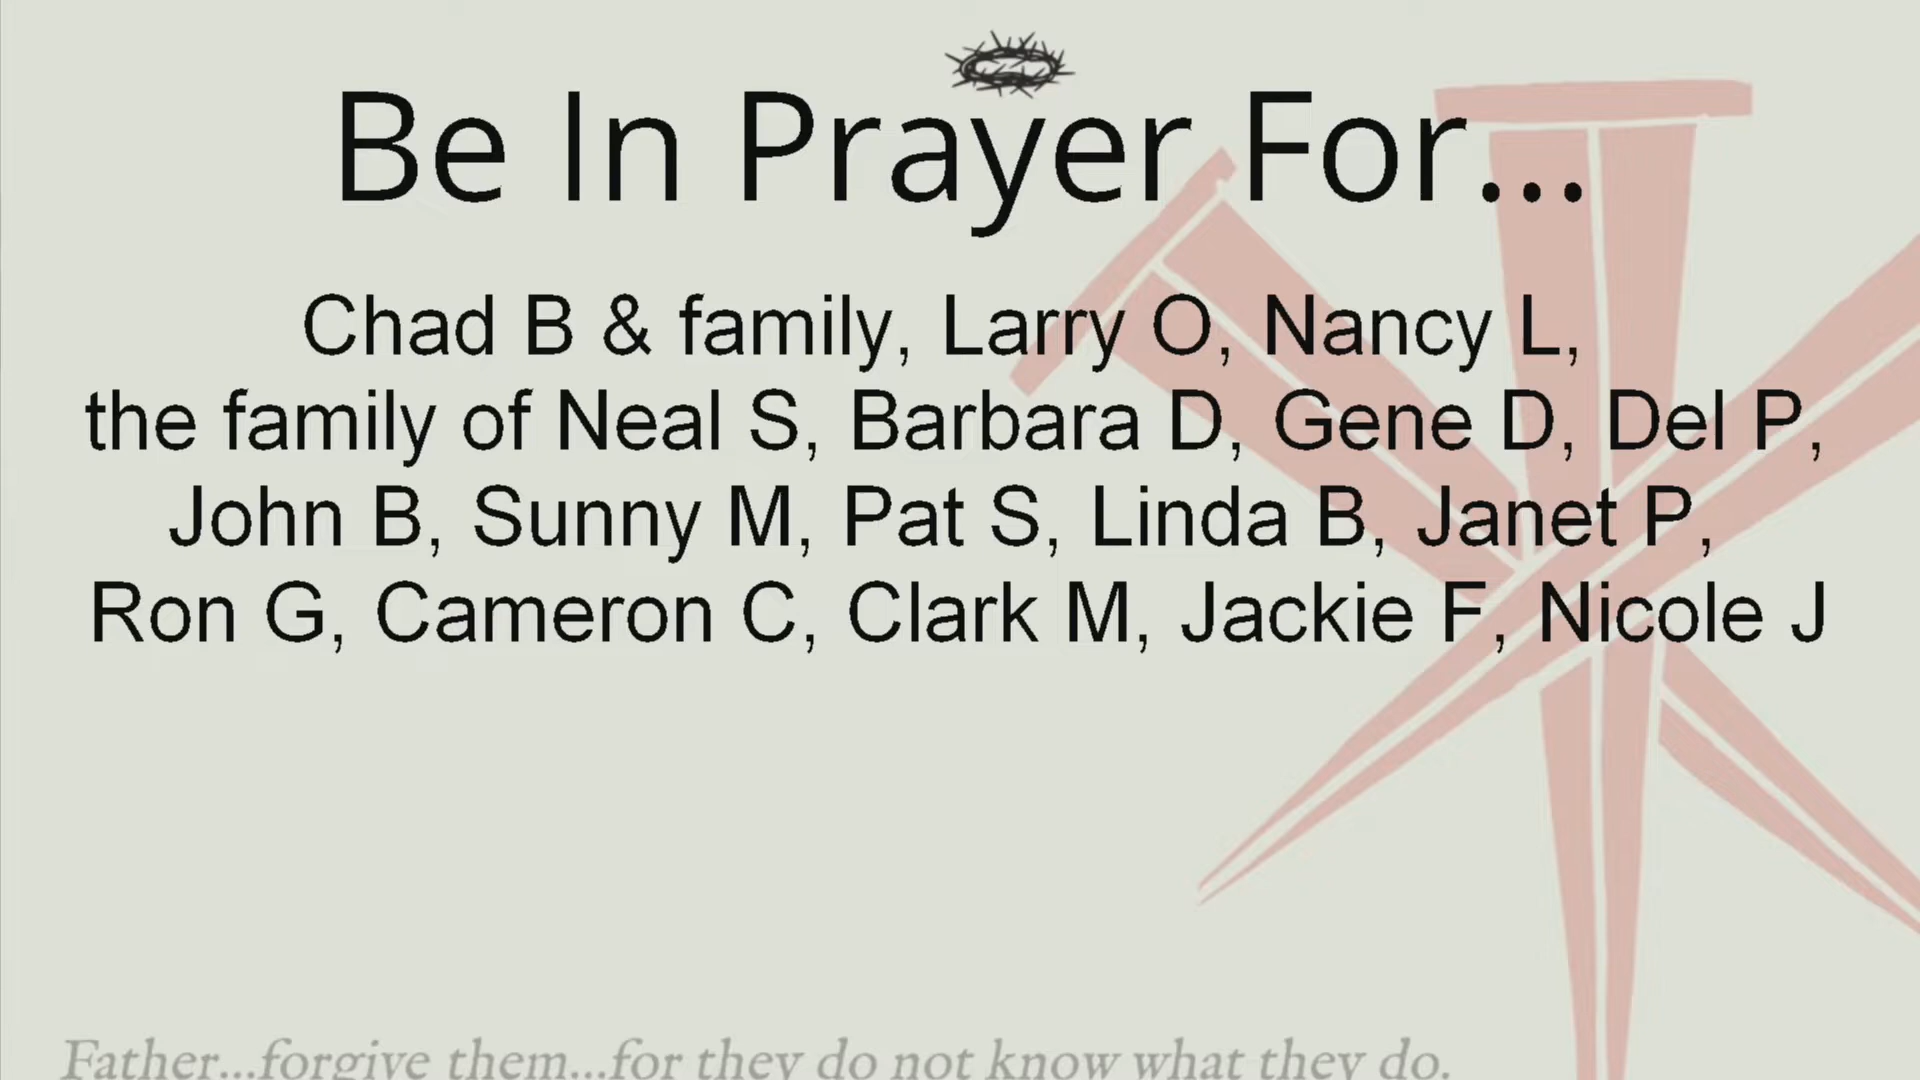 Be In Prayer For...
Chad B & family, Larry O, Nancy L,
the family of Neal S, Barbara D, Gene D, Del P,
John B, Sunny M, Pat S, Linda B, Janet P,
Ron G, Cameron C, Clark M, Jackie F, Nicole J
Father...forgive them...for they do not know what they do.